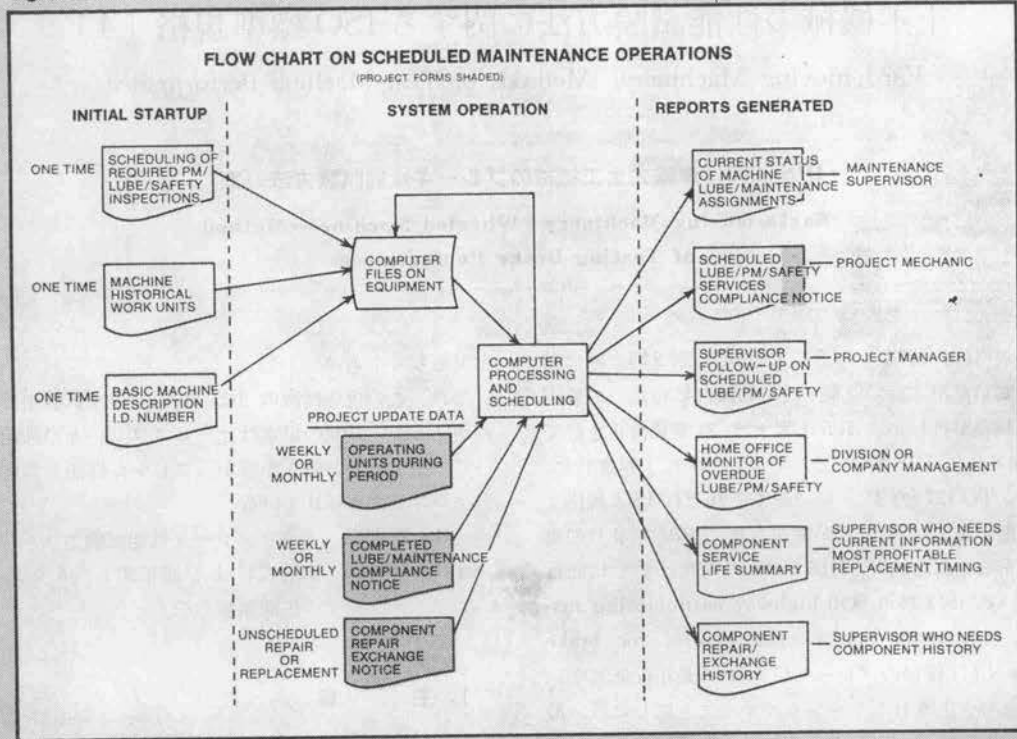 FLOW CHART ON SCHEDULED MAINTENANCE OPERATIONS
(PROJECT FORMS SHADED)
INITIAL STARTUP
SYSTEM OPERATION
REPORTS GENERATED
ONE TIME
SCHEDULING OF
REQUIRED PM/
LUBE/SAFETY
INSPECTIONS
ONE TIME
MACHINE
HISTORICAL
WORK UNITS
ONE TIME
BASIC MACHINE
DESCRIPTION
I.D. NUMBER
COMPUTER
FILES ON
EQUIPMENT
COMPUTER
PROCESSING
AND
SCHEDULING
PROJECT UPDATE DATA
WEEKLY
OR
MONTHLY
OPERATING
UNITS DURING
PERIOD
WEEKLY
OR
MONTHLY
COMPLETED
LUBE/MAINTENANCE
COMPLIANCE
NOTICE
UNSCHEDULED
REPAIR
OR
REPLACEMENT
COMPONENT
REPAIR
EXCHANGE
NOTICE
CURRENT STATUS
OF MACHINE
LUBE/MAINTENANCE
ASSIGNMENTS
MAINTENANCE
SUPERVISOR
SCHEDULED
LUBE/PM/SAFETY
SERVICES
COMPLIANCE NOTICE
PROJECT MECHANIC
SUPERVISOR
FOLLOW-UP ON
SCHEDULED
LUBE/PM/SAFETY
PROJECT MANAGER
HOME OFFICE
MONITOR OF
OVERDUE
LUBE/PM/SAFETY
DIVISION OR
COMPANY MANAGEMENT
COMPONENT
SERVICE
LIFE SUMMARY
SUPERVISOR WHO NEEDS
CURRENT INFORMATION
MOST PROFITABLE
REPLACEMENT TIMING
COMPONENT
REPAIR/
EXCHANGE
HISTORY
SUPERVISOR WHO NEEDS
COMPONENT HISTORY